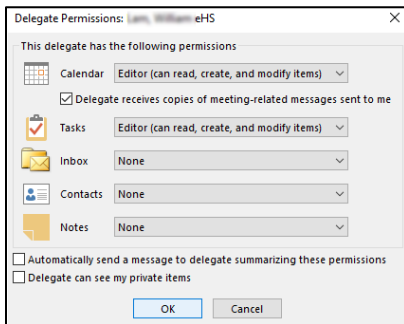 Delegate Permissions: eHS
This delegate has the following permissions
Calendar Editor (can read, create, and modify items)
Delegate receives copies of meeting-related messages sent to me
Tasks Editor (can read, create, and modify items)
Inbox None
Contacts None
Notes None
Automatically send a message to delegate summarizing these permissions
Delegate can see my private items
OK Cancel